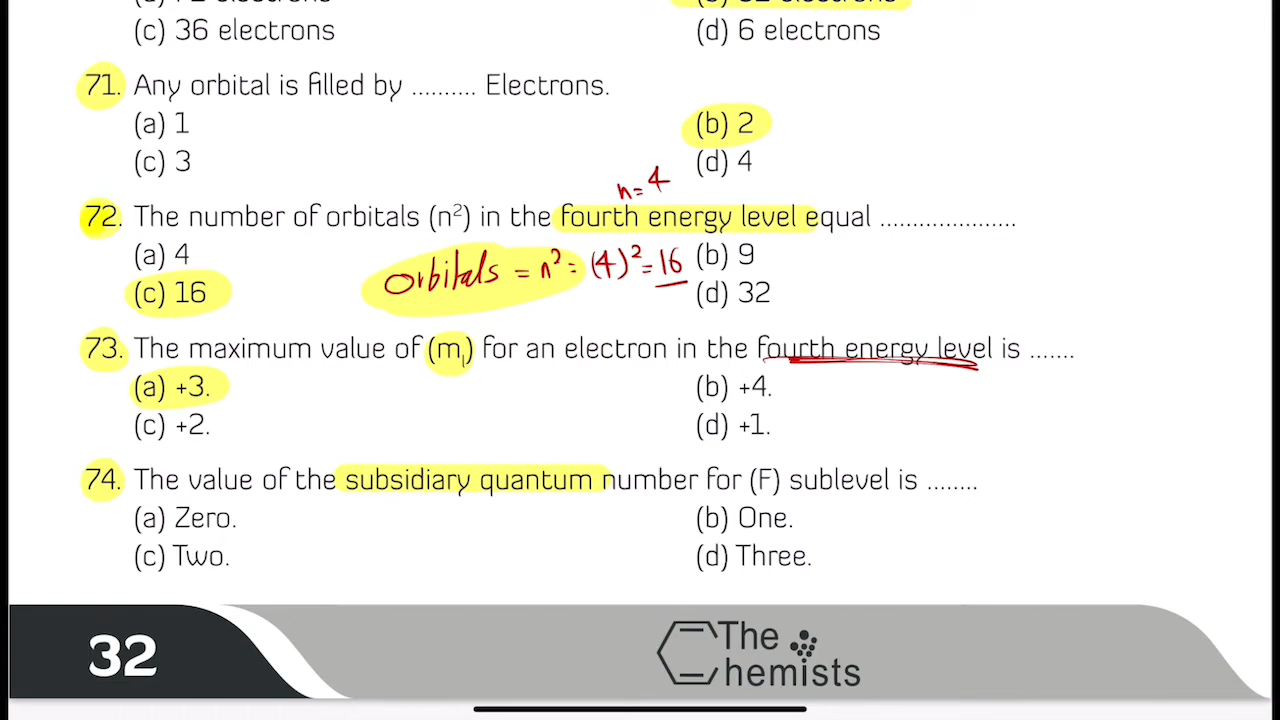 (c) 36 electrons (d) 6 electrons
71. Any orbital is filled by .......... Electrons.
(a) 1 (b) 2
(c) 3 (d) 4
n = 4
72. The number of orbitals (n²) in the fourth energy level equal .....................
(a) 4 (b) 9
orbitals = n² = (4)² = 16
(c) 16 (d) 32
73. The maximum value of (mₗ) for an electron in the fourth energy level is .......
(a) +3. (b) +4.
(c) +2. (d) +1.
74. The value of the subsidiary quantum number for (F) sublevel is ........
(a) Zero. (b) One.
(c) Two. (d) Three.
32
The
Chemists